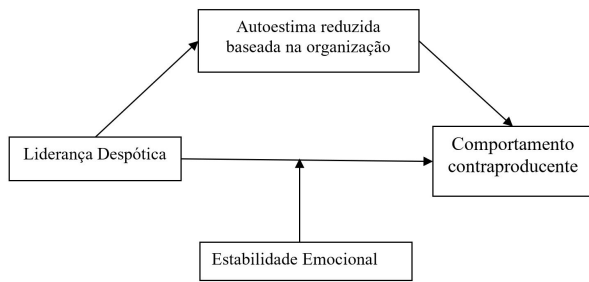 Autoestima reduzida
baseada na organização
Liderança Despótica
Comportamento
contraproducente
Estabilidade Emocional